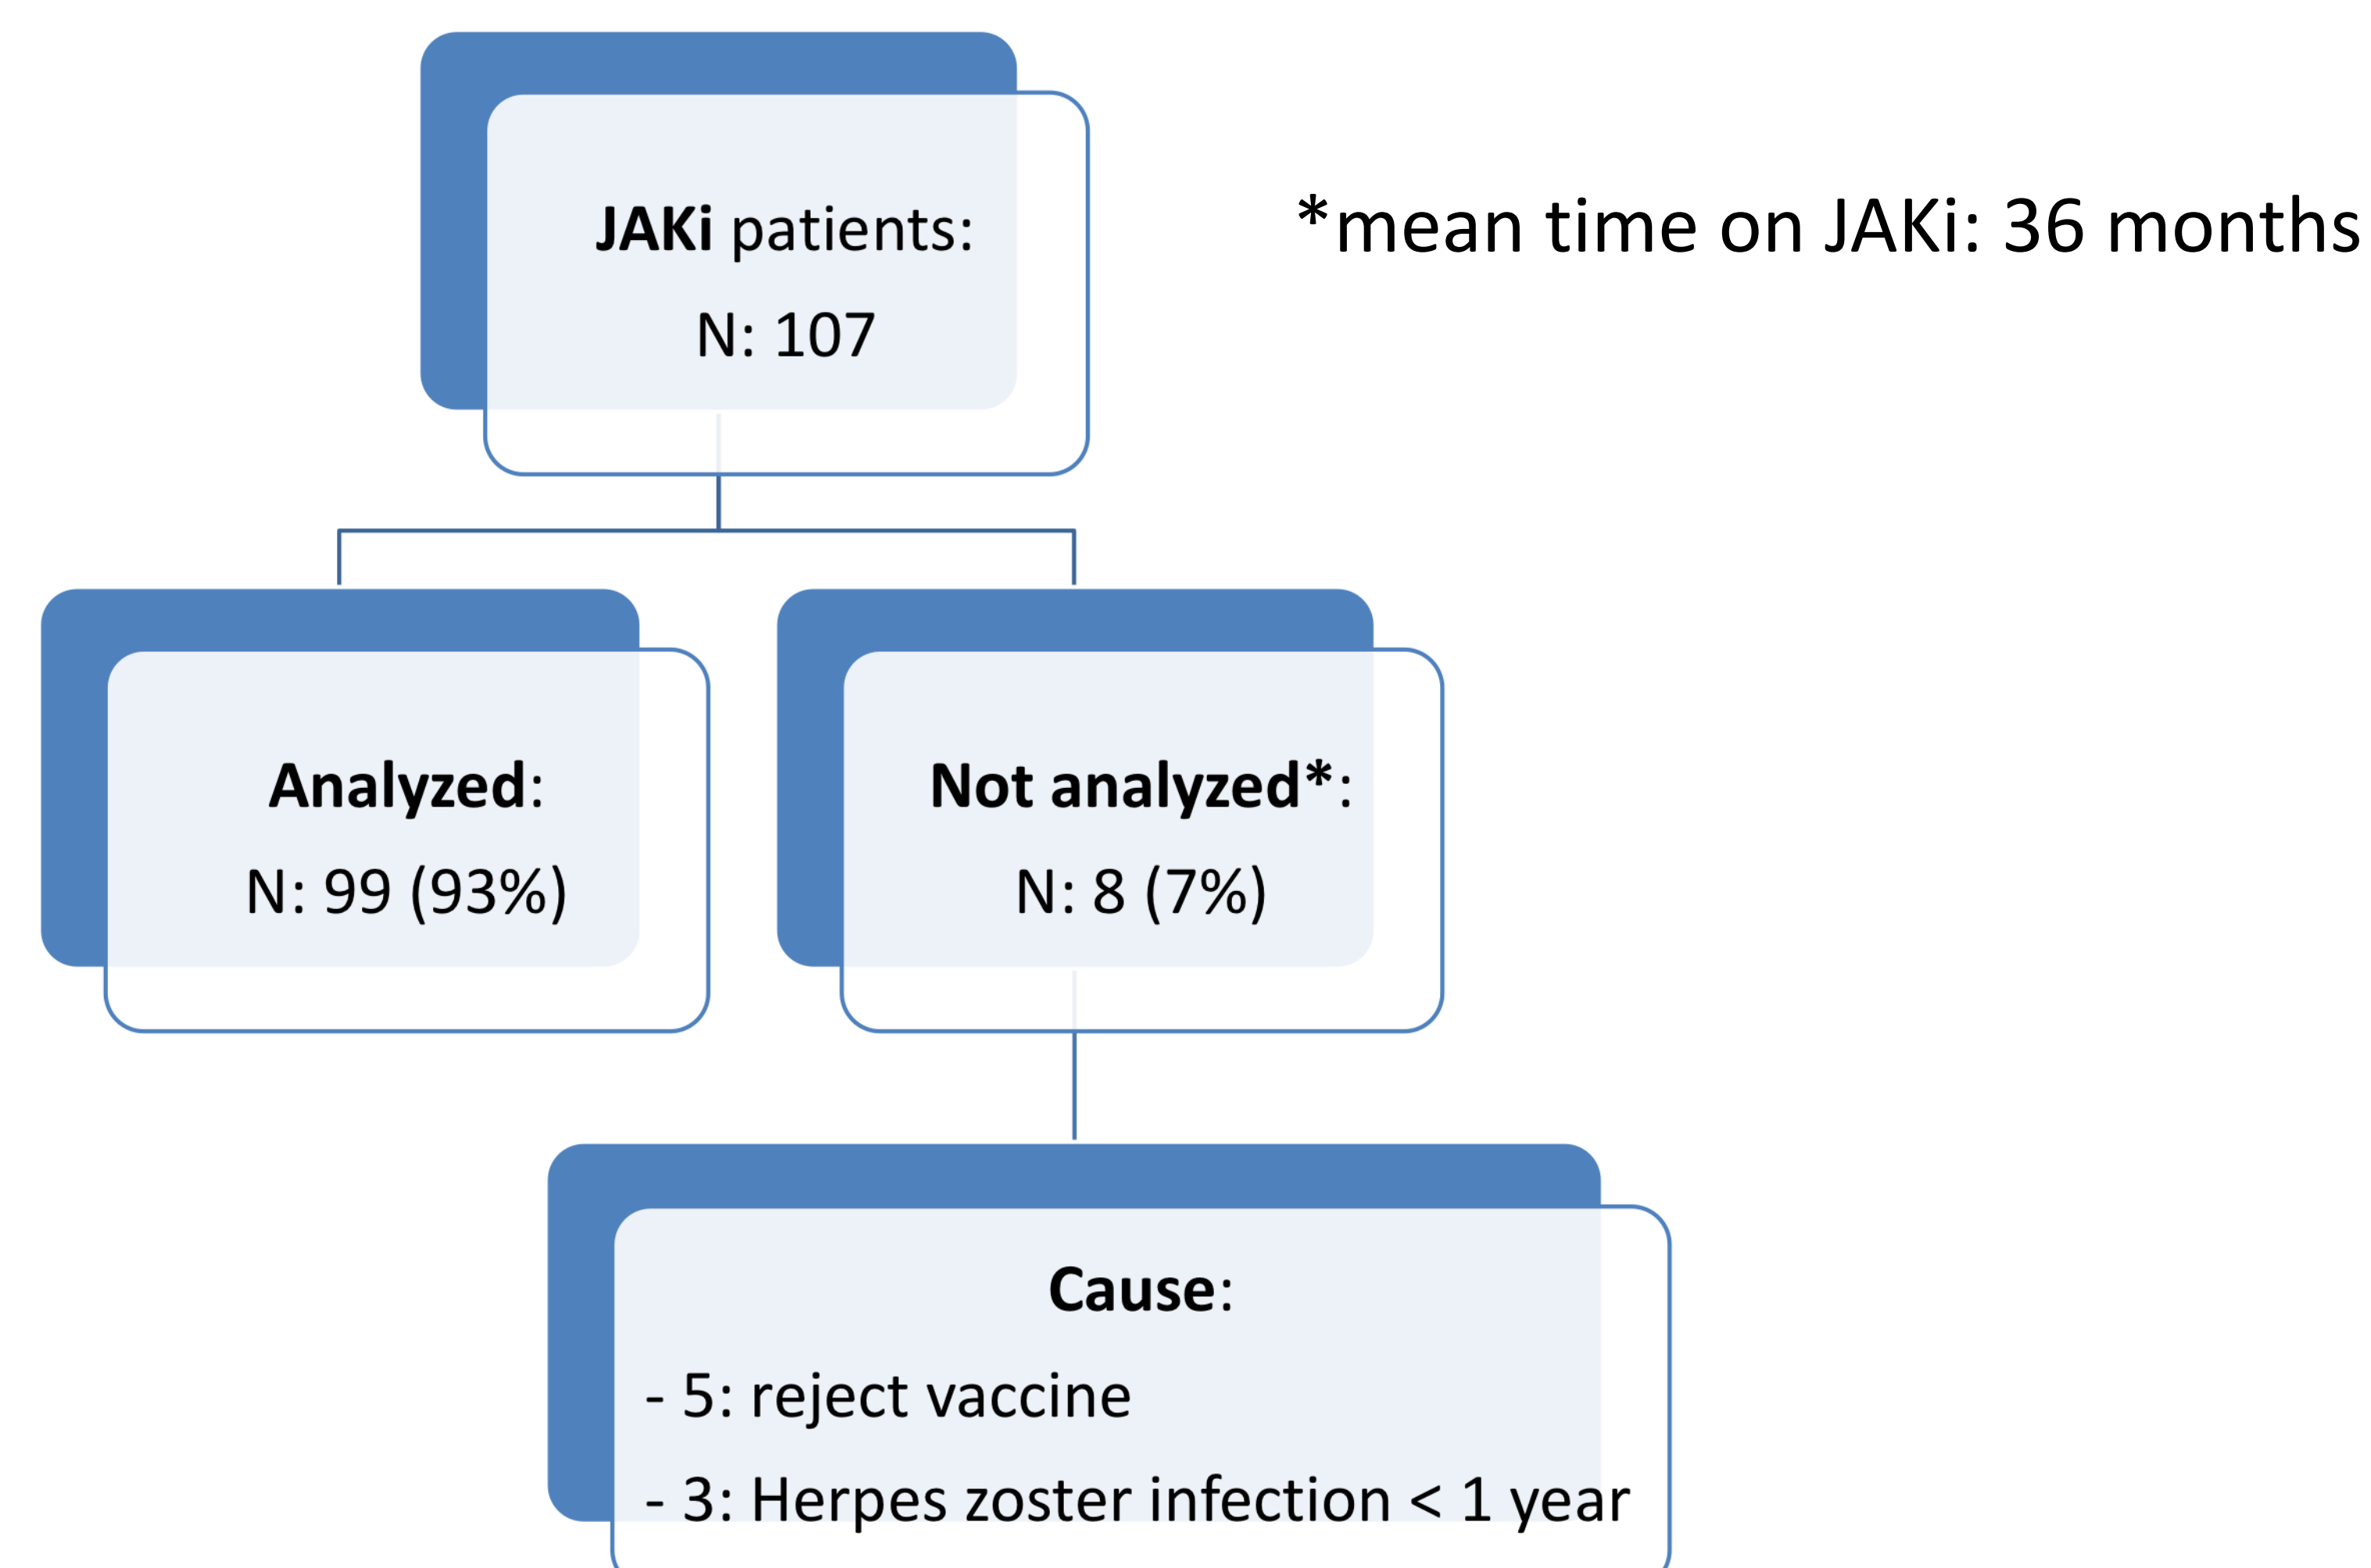 JAKi patients:
N: 107
*mean time on JAKi: 36 months
Analyzed:
N: 99 (93%)
Not analyzed*:
N: 8 (7%)
Cause:
- 5: reject vaccine
- 3: Herpes zoster infection < 1 year